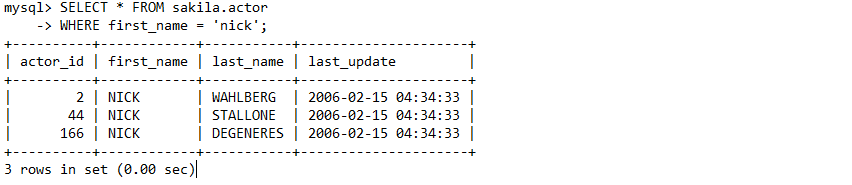 mysql> SELECT * FROM sakila.actor
    -> WHERE first_name = 'nick';
+----------+------------+-----------+---------------------+
| actor_id | first_name | last_name | last_update         |
+----------+------------+-----------+---------------------+
|        2 | NICK       | WAHLBERG  | 2006-02-15 04:34:33 |
|       44 | NICK       | STALLONE  | 2006-02-15 04:34:33 |
|      166 | NICK       | DEGENERES | 2006-02-15 04:34:33 |
+----------+------------+-----------+---------------------+
3 rows in set (0.00 sec)